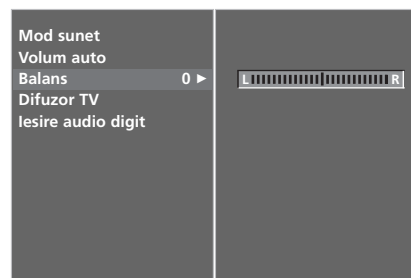 Mod sunet
Volum auto
Balans 0 ►
L R
Difuzor TV
Iesire audio digit